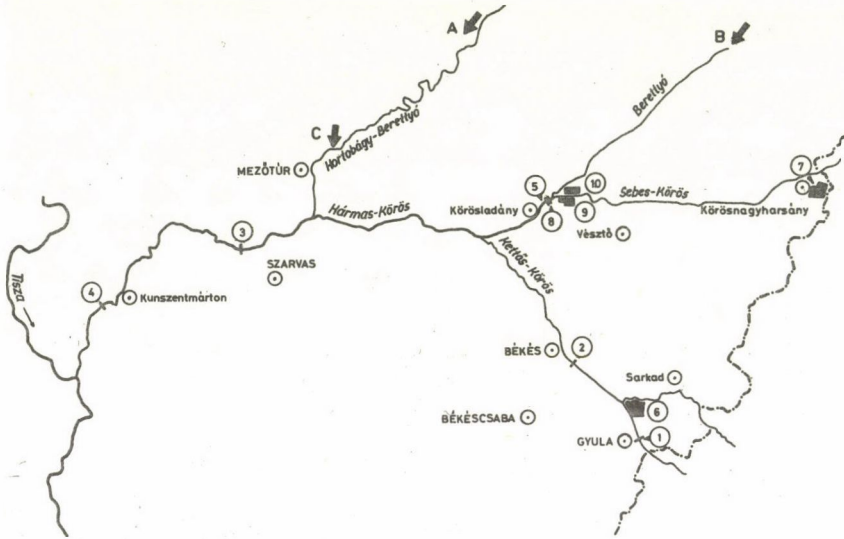 A
B
Berettyó
C
Hortobágy-Berettyó
MEZŐTÚR
7
5
10
Sebes-Körös
Körösladány
Körösnagyharsány
8
9
Hármas-Körös
Vésztő
3
Kettős-Körös
SZARVAS
Tisza
4
Kunszentmárton
BÉKÉS
2
Sarkad
BÉKÉSCSABA
6
GYULA
1